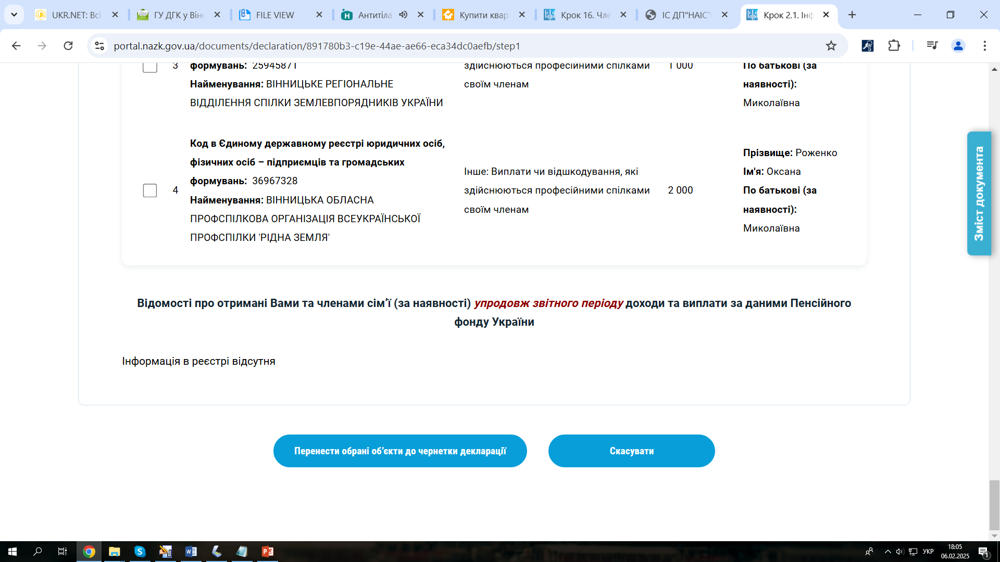 UKR.NET: Всі
ГУ ДГК у Вінн
FILE VIEW
Антитіла
Купити квар
Крок 16. Чле
ІС ДП"НАІС"
Крок 2.1. Інф
portal.nazk.gov.ua/documents/declaration/891780b3-c19e-44ae-ae66-eca34dc0aefb/step1
3
формувань: 25945871
Найменування: ВІННИЦЬКЕ РЕГІОНАЛЬНЕ
ВІДДІЛЕННЯ СПІЛКИ ЗЕМЛЕВПОРЯДНИКІВ УКРАЇНИ
здійснюються професійними спілками
своїм членам
1 000
По батькові (за
наявності):
Миколаївна
4
Код в Єдиному державному реєстрі юридичних осіб,
фізичних осіб – підприємців та громадських
формувань: 36967328
Найменування: ВІННИЦЬКА ОБЛАСНА
ПРОФСПІЛКОВА ОРГАНІЗАЦІЯ ВСЕУКРАЇНСЬКОЇ
ПРОФСПІЛКИ 'РІДНА ЗЕМЛЯ'
Інше: Виплати чи відшкодування, які
здійснюються професійними спілками
своїм членам
2 000
Прізвище: Роженко
Ім'я: Оксана
По батькові (за
наявності):
Миколаївна
Зміст документа
Відомості про отримані Вами та членами сім’ї (за наявності) упродовж звітного періоду доходи та виплати за даними Пенсійного
фонду України
Інформація в реєстрі відсутня
Перенести обрані об’єкти до чернетки декларації
Скасувати
УКР
18:05
06.02.2025
1